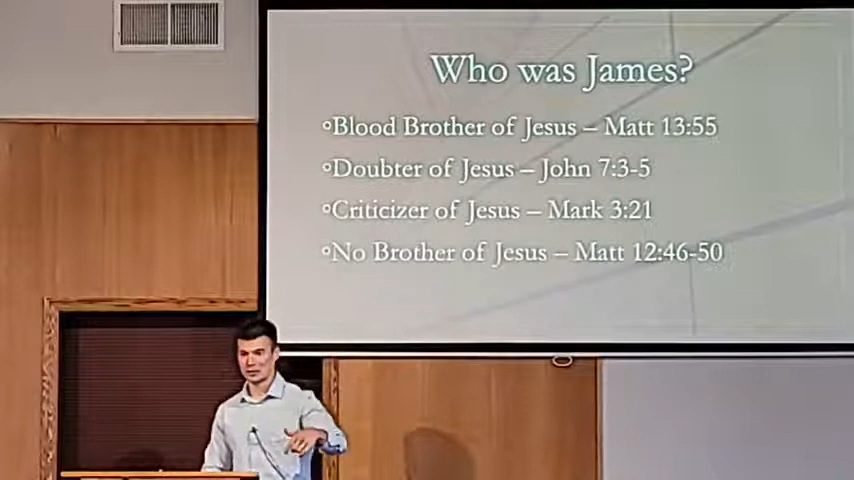 Who was James?
°Blood Brother of Jesus – Matt 13:55
°Doubter of Jesus – John 7:3-5
°Criticizer of Jesus – Mark 3:21
°No Brother of Jesus – Matt 12:46-50